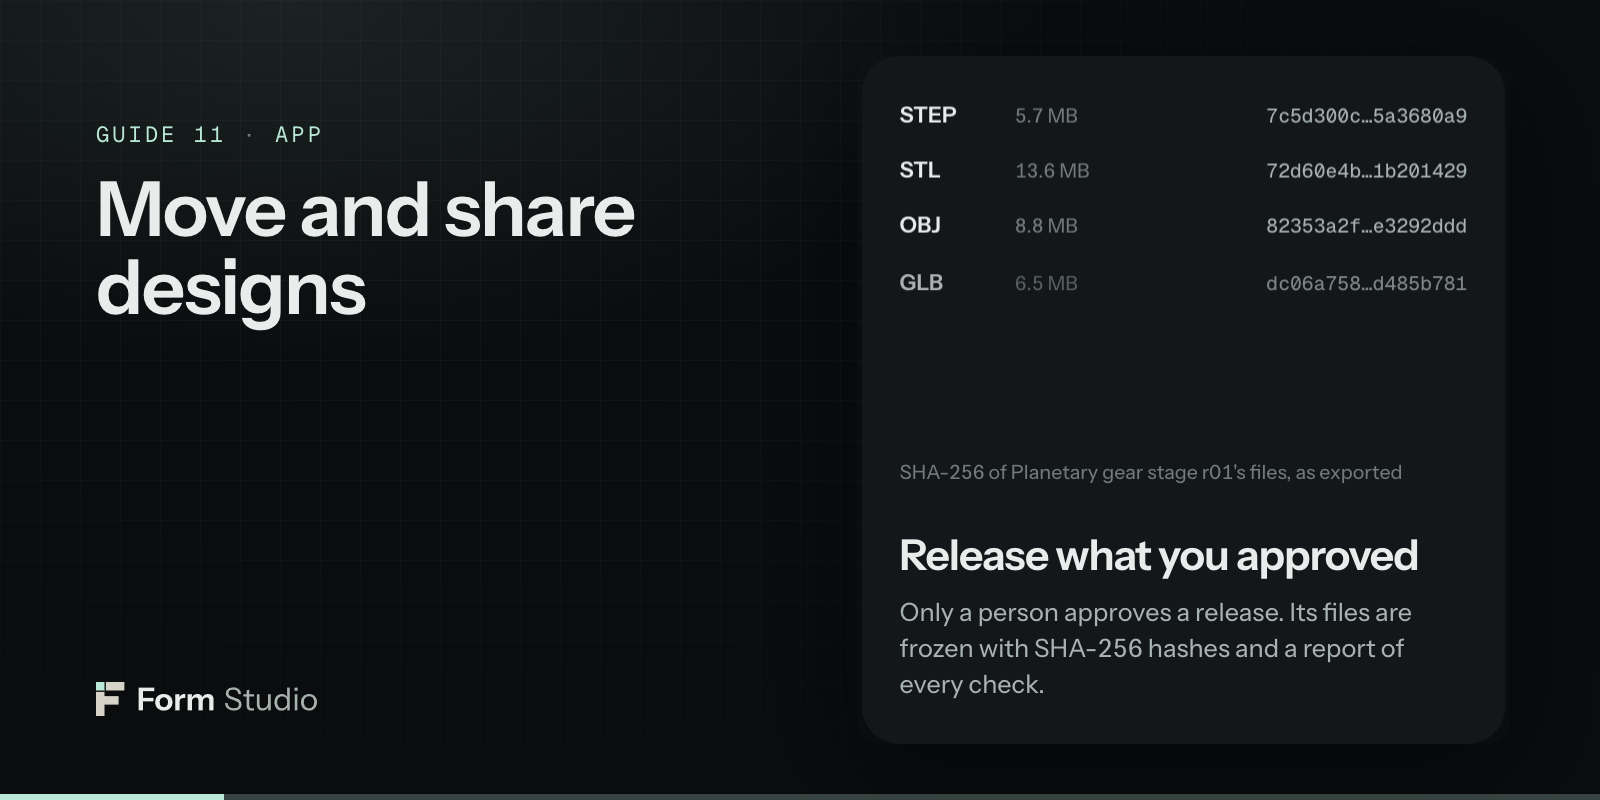 GUIDE 11 · APP
Move and share
designs
Form Studio
STEP 5.7 MB 7c5d300c…5a3680a9
STL 13.6 MB 72d60e4b…1b201429
OBJ 8.8 MB 82353a2f…e3292ddd
GLB 6.5 MB dc06a758…d485b781
SHA-256 of Planetary gear stage r01's files, as exported
Release what you approved
Only a person approves a release. Its files are
frozen with SHA-256 hashes and a report of
every check.